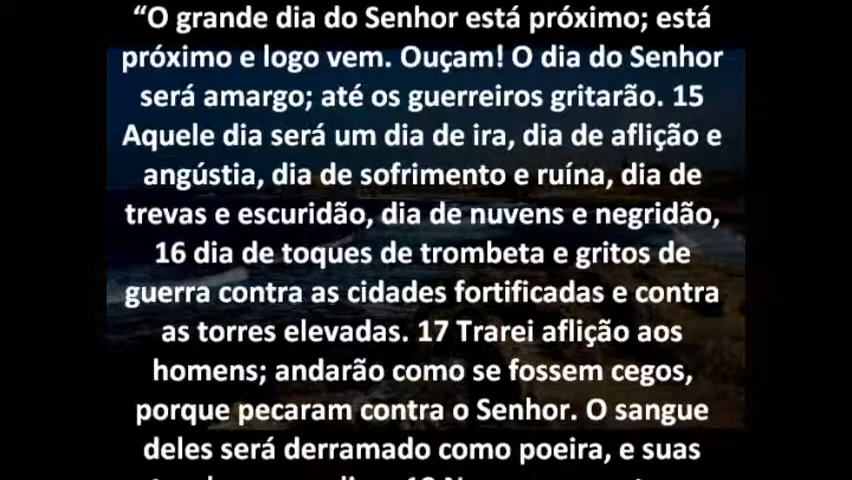 “O grande dia do Senhor está próximo; está
próximo e logo vem. Ouçam! O dia do Senhor
será amargo; até os guerreiros gritarão. 15
Aquele dia será um dia de ira, dia de aflição e
angústia, dia de sofrimento e ruína, dia de
trevas e escuridão, dia de nuvens e negridão,
16 dia de toques de trombeta e gritos de
guerra contra as cidades fortificadas e contra
as torres elevadas. 17 Trarei aflição aos
homens; andarão como se fossem cegos,
porque pecaram contra o Senhor. O sangue
deles será derramado como poeira, e suas